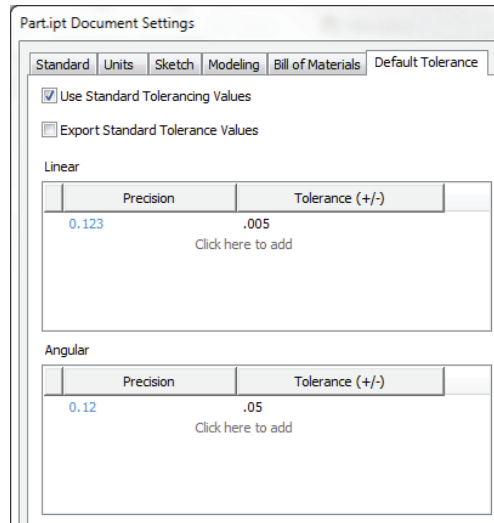 Part.ipt Document Settings
Standard Units Sketch Modeling Bill of Materials Default Tolerance
Use Standard Tolerancing Values
Export Standard Tolerance Values
Linear
Precision Tolerance (+/-)
0.123 .005
Click here to add
Angular
Precision Tolerance (+/-)
0.12 .05
Click here to add